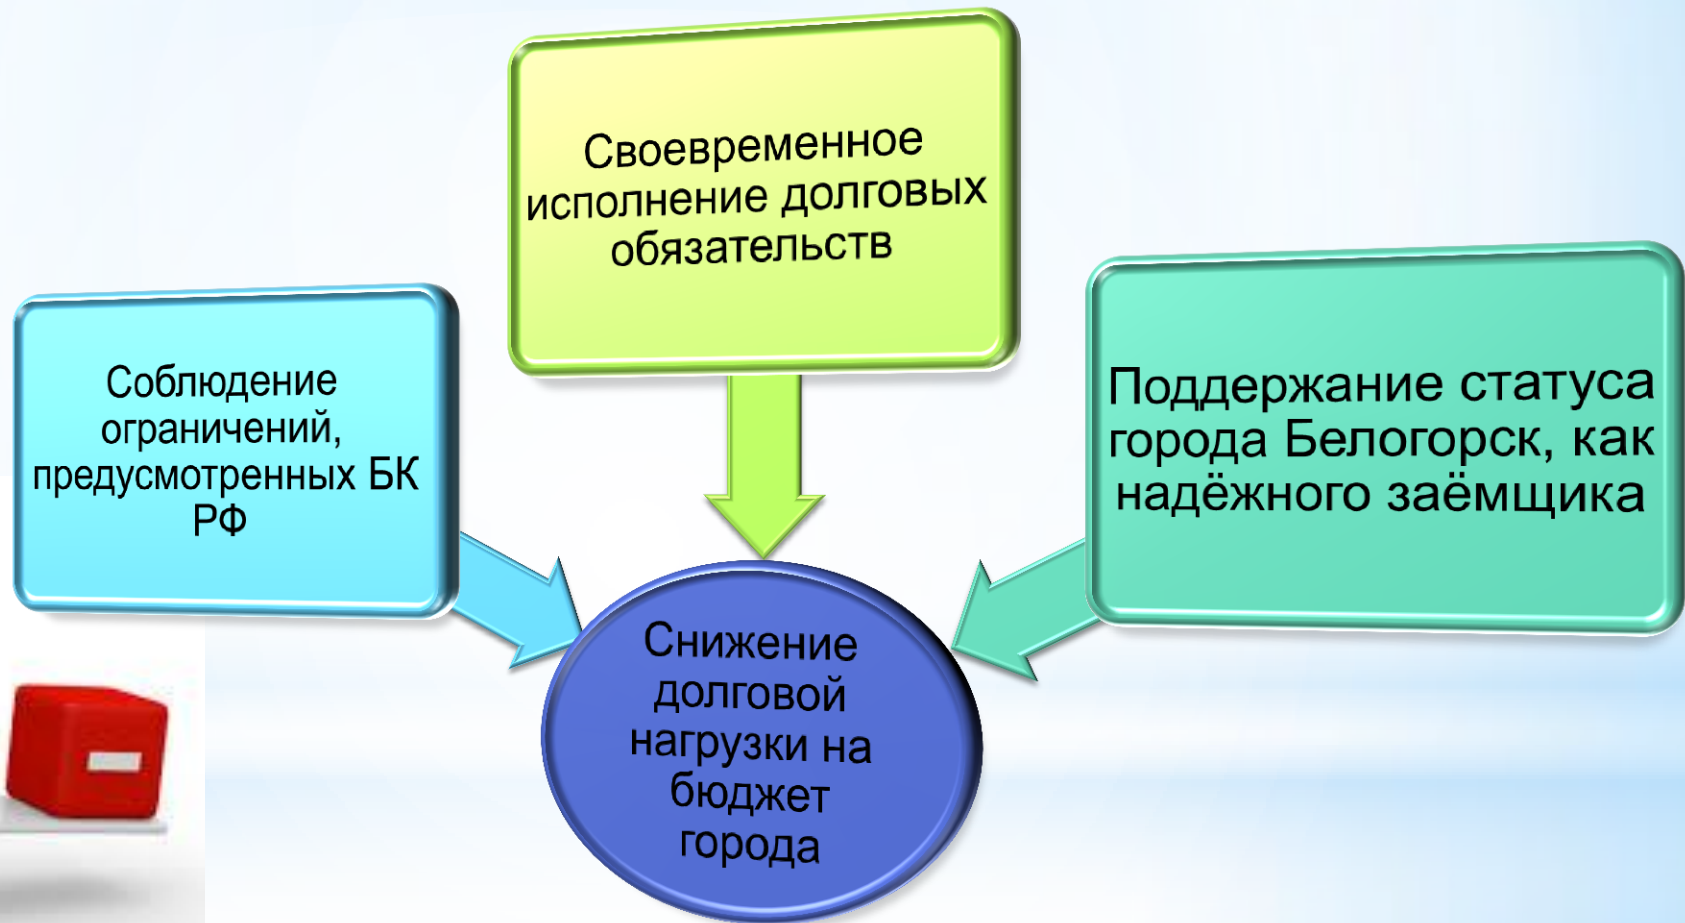 Своевременное
исполнение долговых
обязательств
Соблюдение
ограничений,
предусмотренных БК
РФ
Поддержание статуса
города Белогорск, как
надёжного заёмщика
Снижение
долговой
нагрузки на
бюджет
города